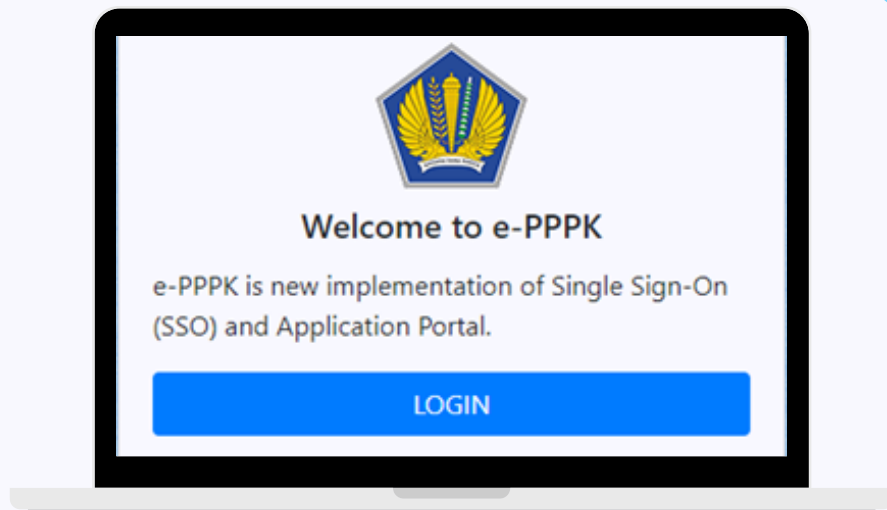 Welcome to e-PPPK
e-PPPK is new implementation of Single Sign-On
(SSO) and Application Portal.
LOGIN